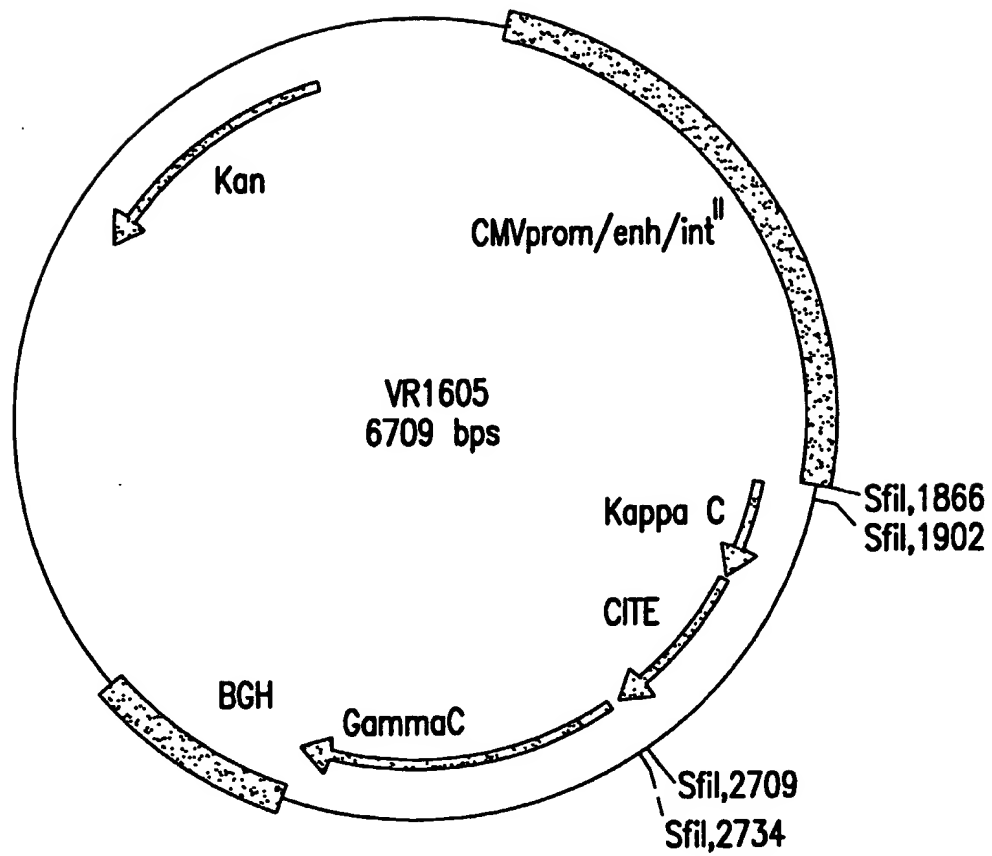 Kan
CMVprom/enh/int"
VR1605
6709 bps
Kappa C
SfiI,1866
SfiI,1902
CITE
BGH
GammaC
SfiI,2709
SfiI,2734